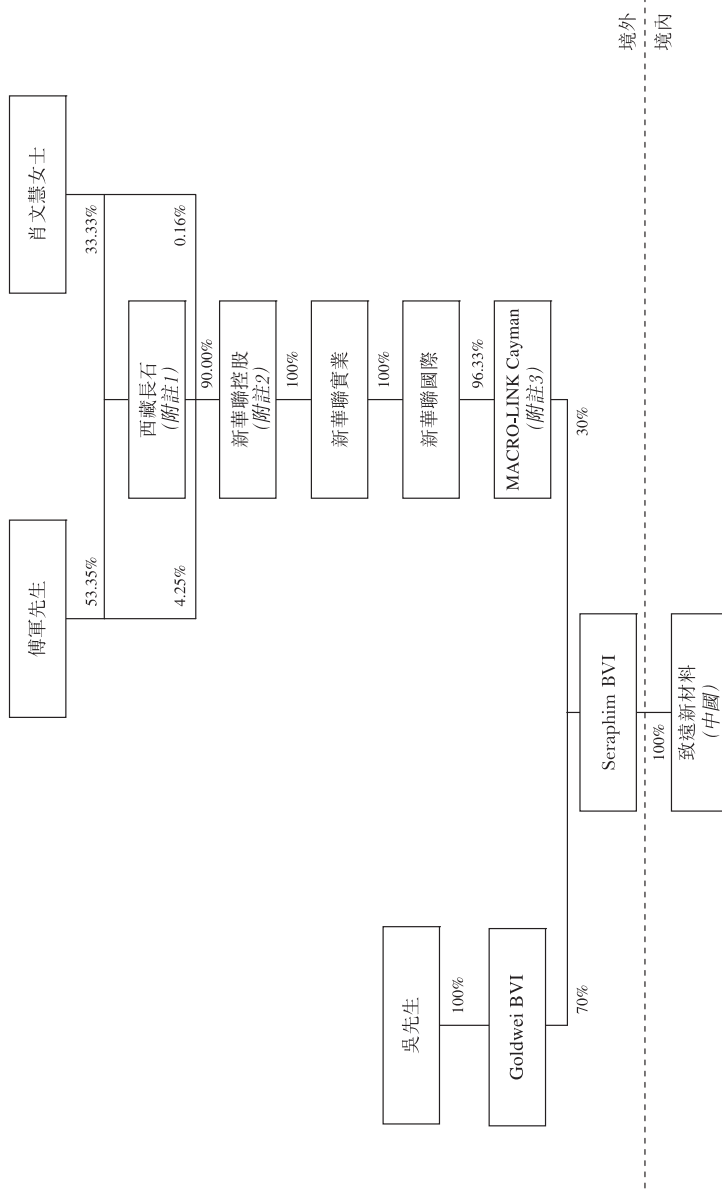 傅軍先生
肖文慧女士
53.35%
33.33%
西藏長石
(附註1)
4.25%
90.00%
0.16%
新華聯控股
(附註2)
100%
新華聯實業
100%
吳先生
新華聯國際
100%
96.33%
Goldwei BVI
MACRO-LINK Cayman
(附註3)
70%
30%
Seraphim BVI
境外
100%
境內
致遠新材料
(中國)